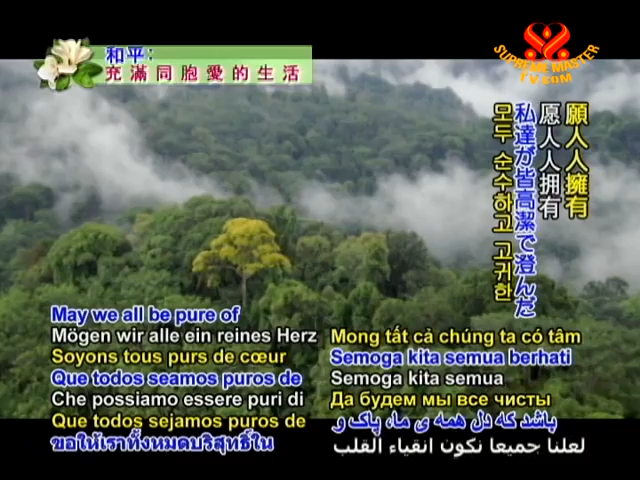 和平：
充滿同胞愛的生活
SUPREME MASTER
TV.COM
願人人擁有
愿人人拥有
私達が皆高潔で澄んだ
모두 순수하고 고귀한
May we all be pure of
Mögen wir alle ein reines Herz
Soyons tous purs de cœur
Que todos seamos puros de
Che possiamo essere puri di
Que todos sejamos puros de
ขอให้เราทั้งหมดบริสุทธิ์ใน
Mong tất cả chúng ta có tâm
Semoga kita semua berhati
Semoga kita semua
Да будем мы все чисты
باشد که دل همه ی ما، پاک و
لعلنا جميعا نكون انقياء القلب